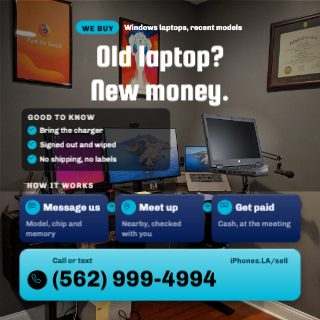 WE BUY Windows laptops, recent models
Old laptop?
New money.
GOOD TO KNOW
Bring the charger
Signed out and wiped
No shipping, no labels
HOW IT WORKS
Message us
Model, chip and
memory
Meet up
Nearby, checked
with you
Get paid
Cash, at the meeting
Call or text
iPhones.LA/sell
(562) 999-4994